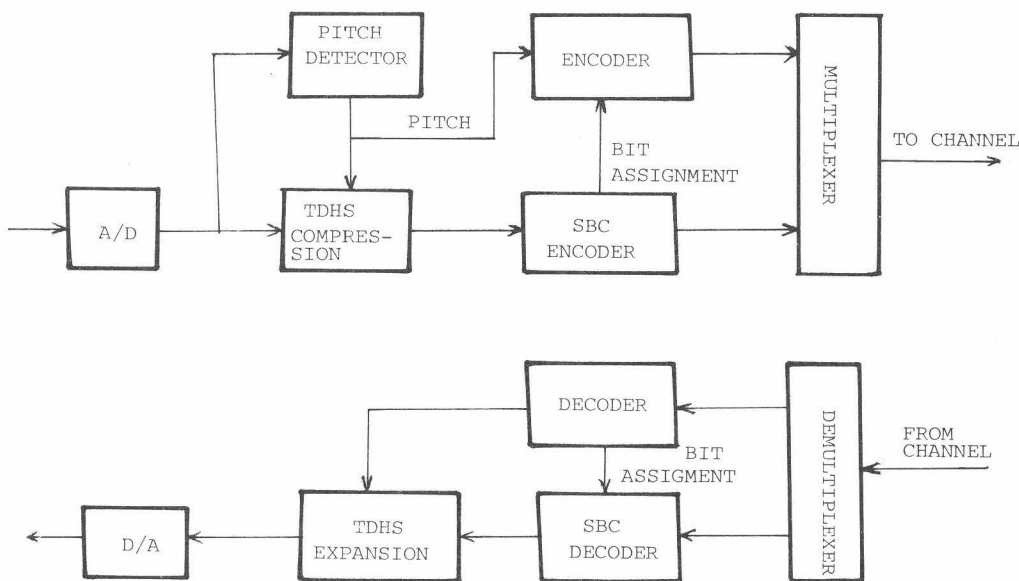 PITCH
DETECTOR
ENCODER
MULTIPLEXER
PITCH
TO CHANNEL
BIT
ASSIGNMENT
A/D
TDHS
COMPRES-
SION
SBC
ENCODER
DECODER
DEMULTIPLEXER
FROM
CHANNEL
BIT
ASSIGMENT
D/A
TDHS
EXPANSION
SBC
DECODER